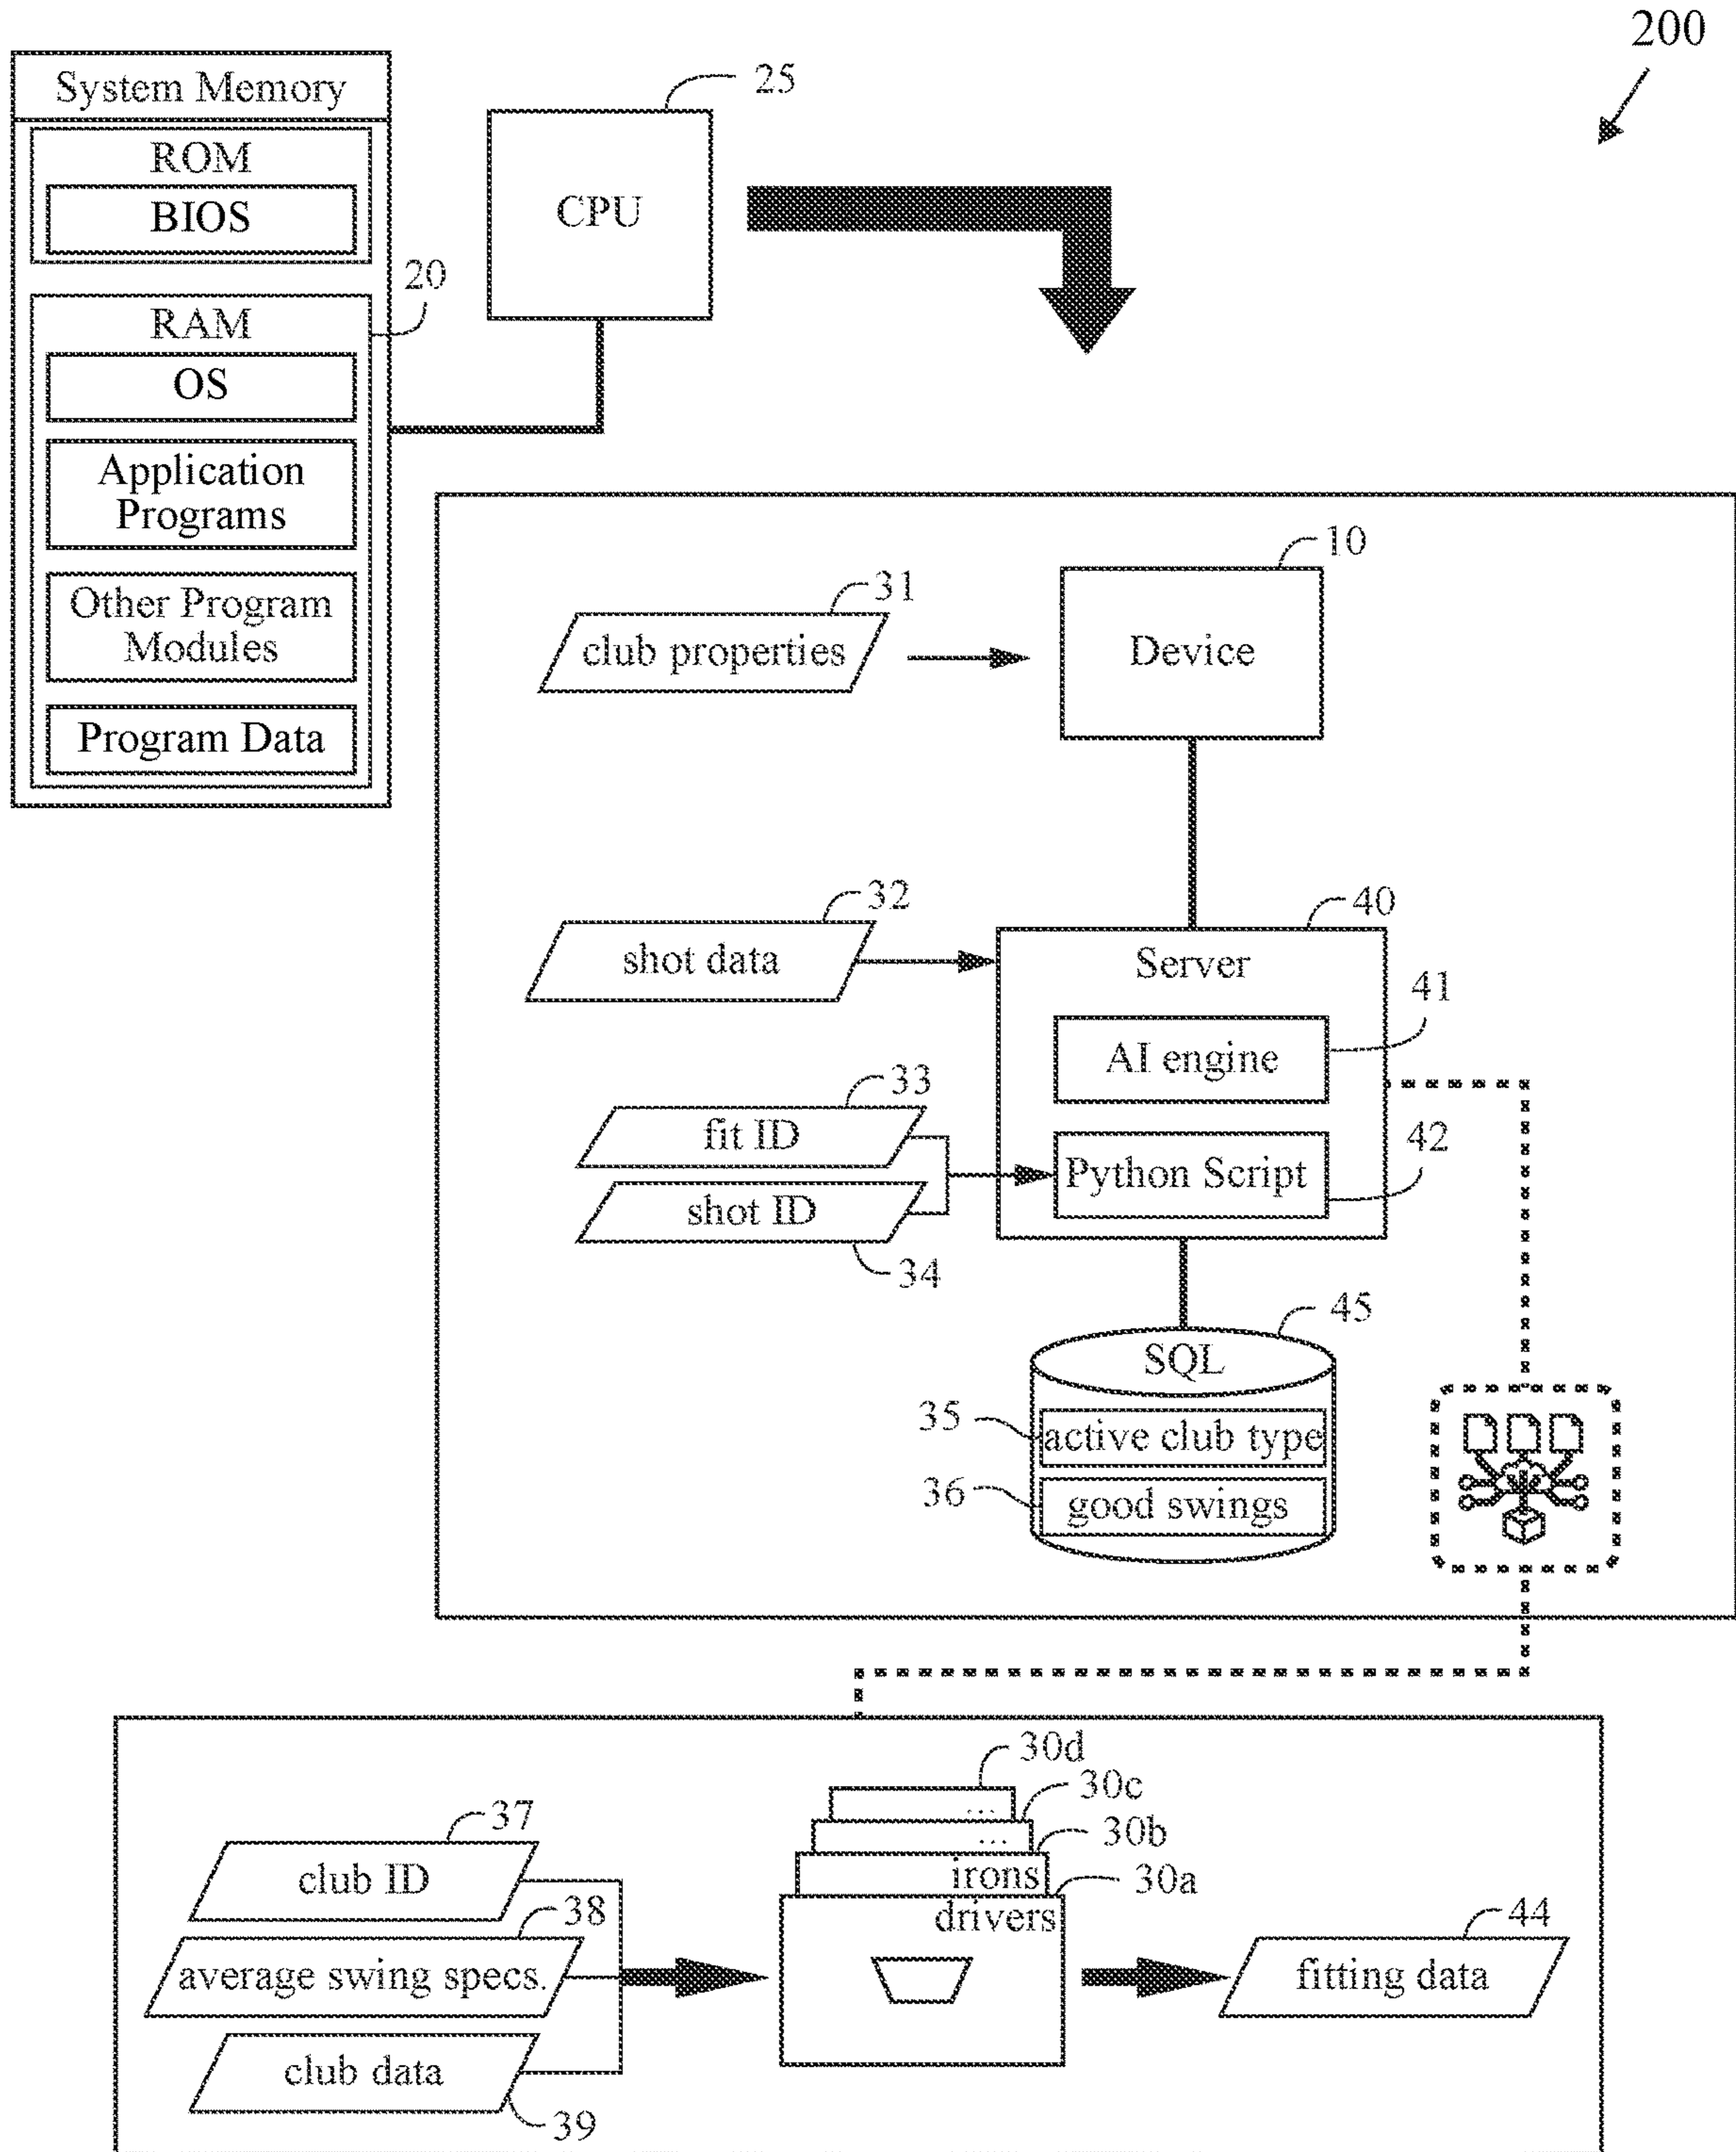 200
System Memory
ROM
BIOS
20
RAM
OS
Application
Programs
Other Program
Modules
Program Data
25
CPU
10
Device
31
club properties
32
shot data
40
Server
41
AI engine
33
fit ID
42
Python Script
shot ID
34
45
SQL
35
active club type
36
good swings
30d
...
30c
...
30b
irons
30a
drivers
37
club ID
38
average swing specs.
club data
39
44
fitting data